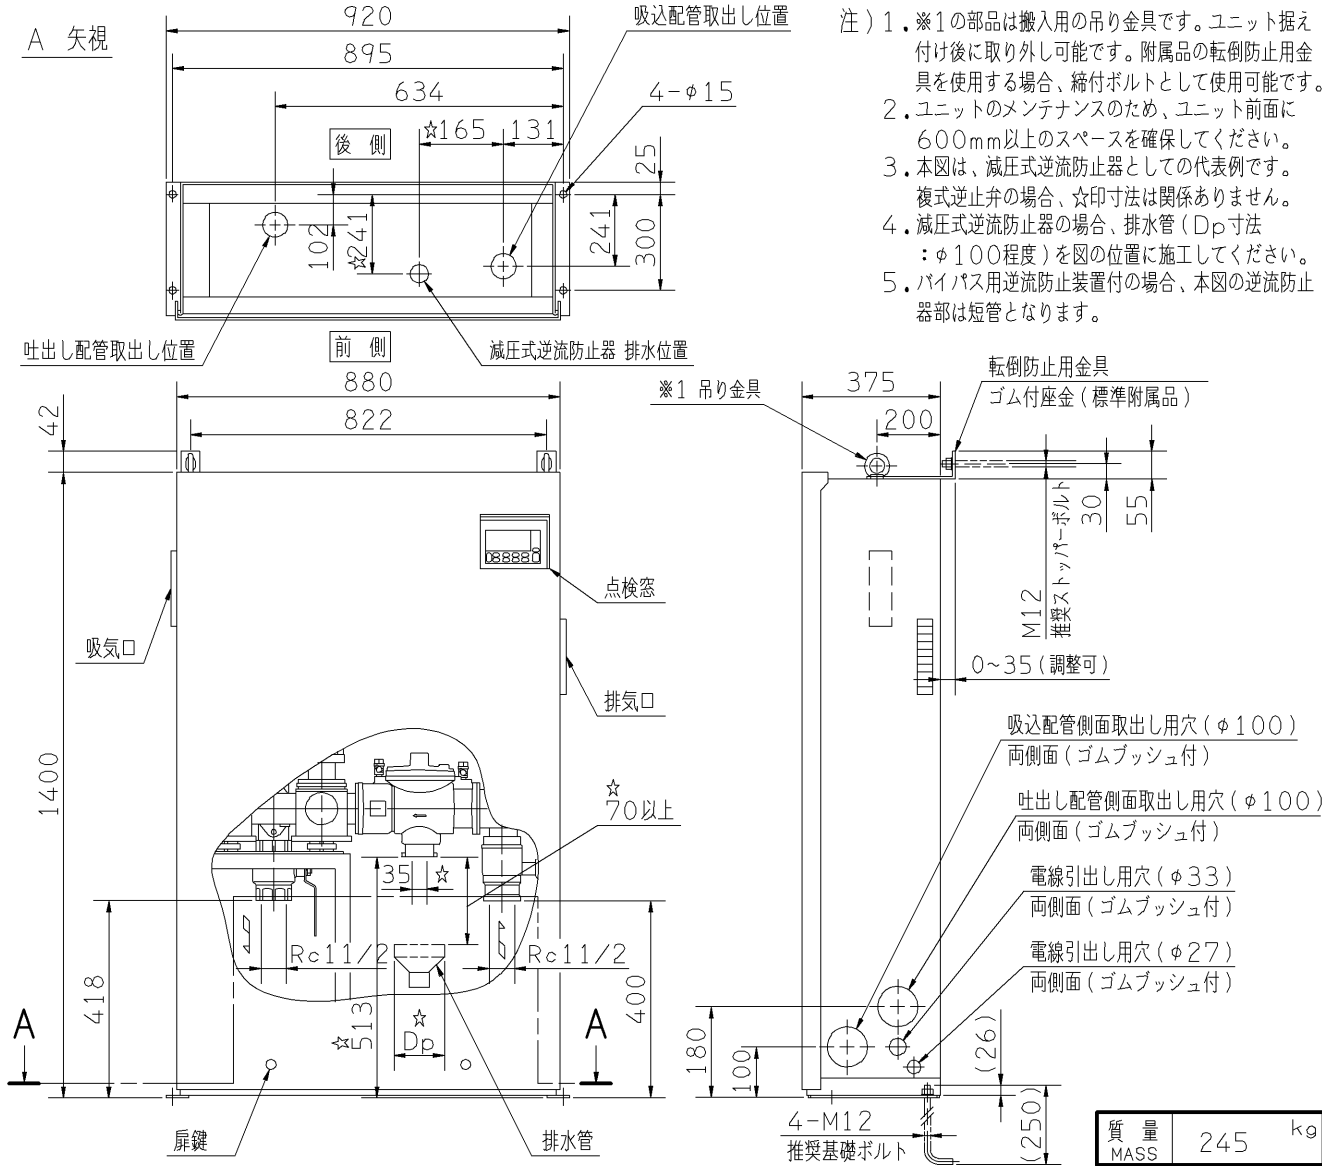 A 矢視
920
895
634
☆165
131
吸込配管取出し位置
4-φ15
後 側
25
102
☆241
241
300
吐出し配管取出し位置
前 側
減圧式逆流防止器 排水位置
注）1．※1の部品は搬入用の吊り金具です。ユニット据え
付け後に取り外し可能です。附属品の転倒防止用金
具を使用する場合、締付ボルトとして使用可能です。
2．ユニットのメンテナンスのため、ユニット前面に
600mm以上のスペースを確保してください。
3．本図は、減圧式逆流防止器としての代表例です。
複式逆止弁の場合、☆印寸法は関係ありません。
4．減圧式逆流防止器の場合、排水管（Dp寸法
：φ100程度）を図の位置に施工してください。
5．バイパス用逆流防止装置付の場合、本図の逆流防止
器部は短管となります。
880
822
42
1400
点検窓
吸気口
排気口
☆
70以上
35 ☆
Rc11/2
Rc11/2
418
☆513
☆
Dp
400
A
A
扉鍵
排水管
※1 吊り金具
375
200
転倒防止用金具
ゴム付座金（標準附属品）
30
55
M12
推奨ストッパーボルト
0~35（調整可）
吸込配管側面取出し用穴（φ100）
両側面（ゴムブッシュ付）
吐出し配管側面取出し用穴（φ100）
両側面（ゴムブッシュ付）
電線引出し用穴（φ33）
両側面（ゴムブッシュ付）
電線引出し用穴（φ27）
両側面（ゴムブッシュ付）
180
100
(26)
(250)
4-M12
推奨基礎ボルト
質 量
MASS
245 kg